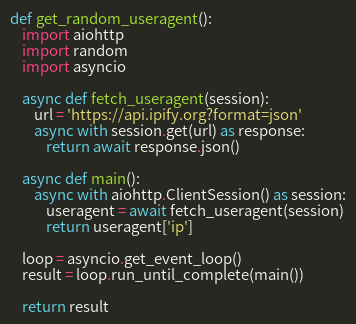 def get_random_useragent():
    import aiohttp
    import random
    import asyncio

    async def fetch_useragent(session):
        url = 'https://api.ipify.org?format=json'
        async with session.get(url) as response:
            return await response.json()

    async def main():
        async with aiohttp.ClientSession() as session:
            useragent = await fetch_useragent(session)
            return useragent['ip']

    loop = asyncio.get_event_loop()
    result = loop.run_until_complete(main())

    return result